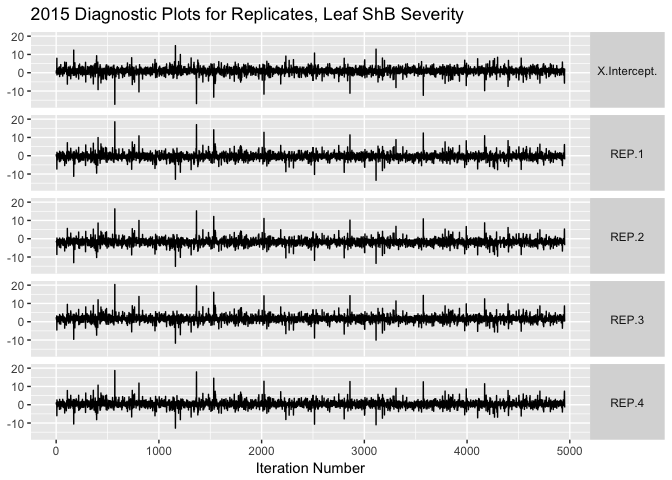 2015 Diagnostic Plots for Replicates, Leaf ShB Severity
20
10
0
-10
X.Intercept.
20
10
0
-10
REP.1
20
10
0
-10
REP.2
20
10
0
-10
REP.3
20
10
0
-10
REP.4
0 1000 2000 3000 4000 5000
Iteration Number